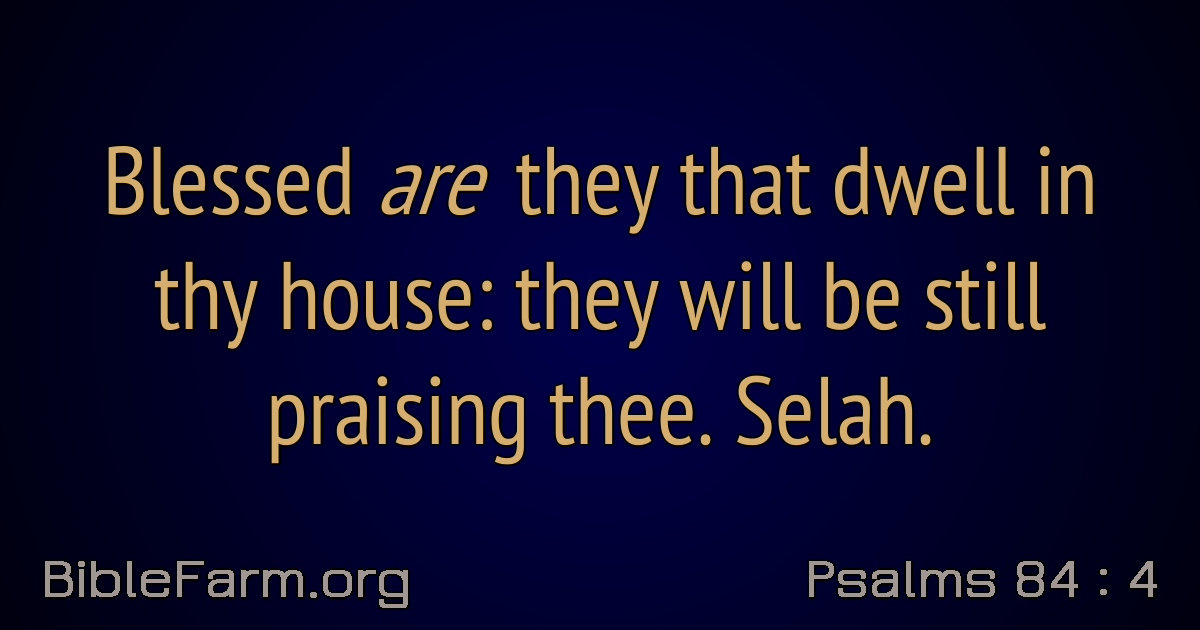 Blessed are they that dwell in
thy house: they will be still
praising thee. Selah.
BibleFarm.org
Psalms 84 : 4